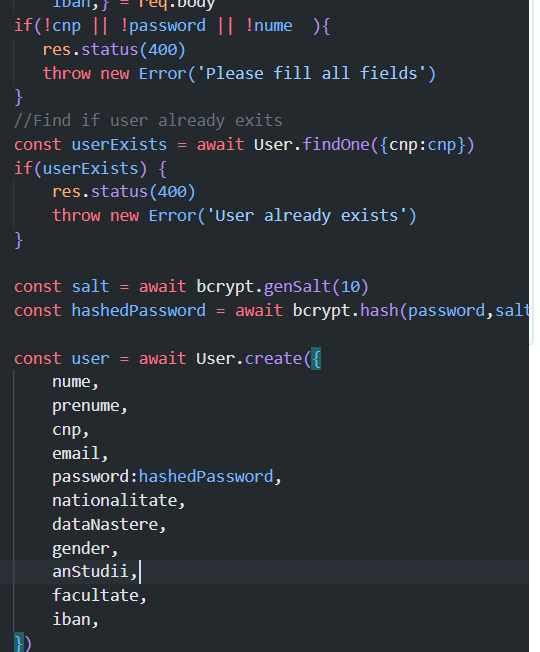 iban,} = req.body
if(!cnp || !password || !nume  ){
   res.status(400)
   throw new Error('Please fill all fields')
}
//Find if user already exits
const userExists = await User.findOne({cnp:cnp})
if(userExists) {
    res.status(400)
    throw new Error('User already exists')
}
const salt = await bcrypt.genSalt(10)
const hashedPassword = await bcrypt.hash(password,salt
const user = await User.create({
    nume,
    prenume,
    cnp,
    email,
    password:hashedPassword,
    nationalitate,
    dataNastere,
    gender,
    anStudii,
    facultate,
    iban,
})